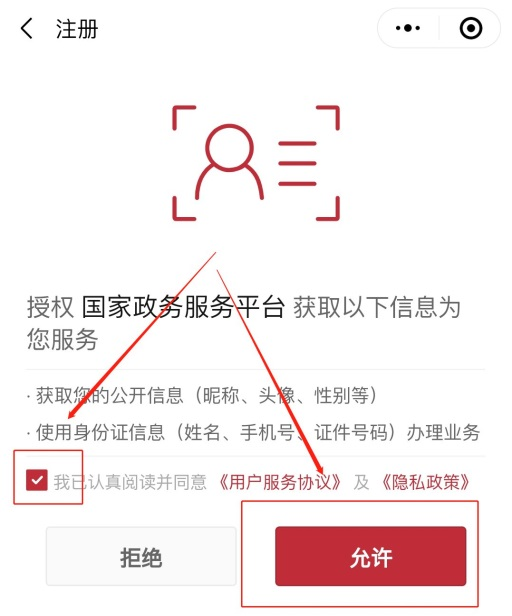 注册
授权 国家政务服务平台 获取以下信息为
您服务
· 获取您的公开信息（昵称、头像、性别等）
· 使用身份证信息（姓名、手机号、证件号码）办理业务
我已认真阅读并同意 《用户服务协议》 及 《隐私政策》
拒绝 允许